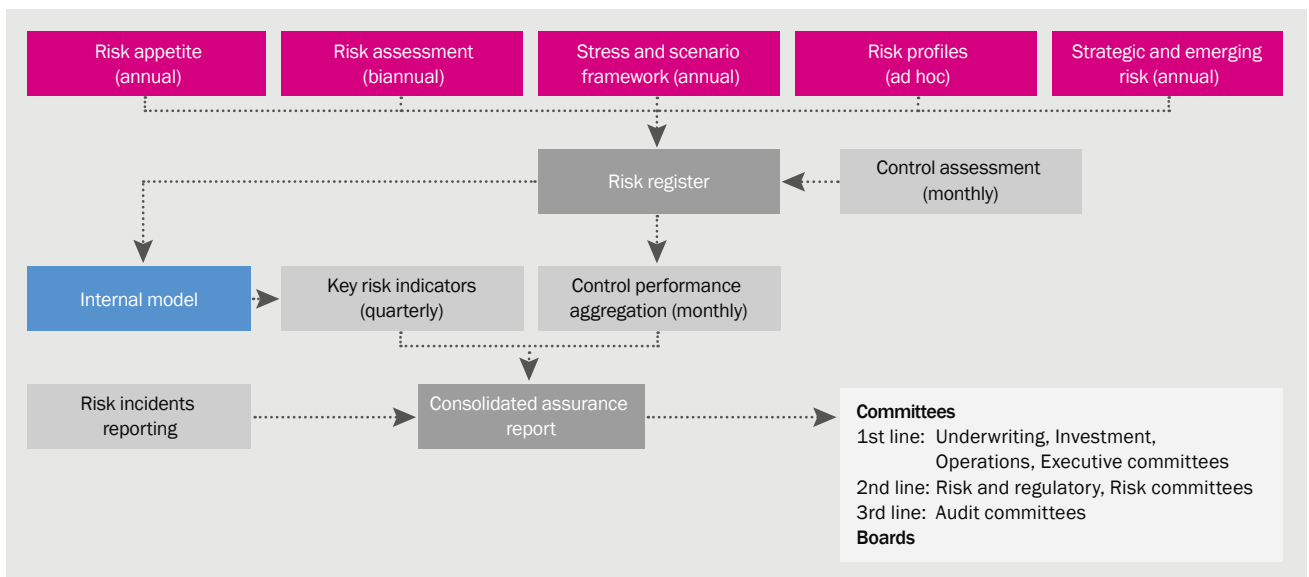 Risk appetite
(annual)
Risk assessment
(biannual)
Stress and scenario
framework (annual)
Risk profiles
(ad hoc)
Strategic and emerging
risk (annual)
Risk register
Control assessment
(monthly)
Internal model
Key risk indicators
(quarterly)
Control performance
aggregation (monthly)
Risk incidents
reporting
Consolidated assurance
report
Committees
1st line: Underwriting, Investment,
Operations, Executive committees
2nd line: Risk and regulatory, Risk committees
3rd line: Audit committees
Boards